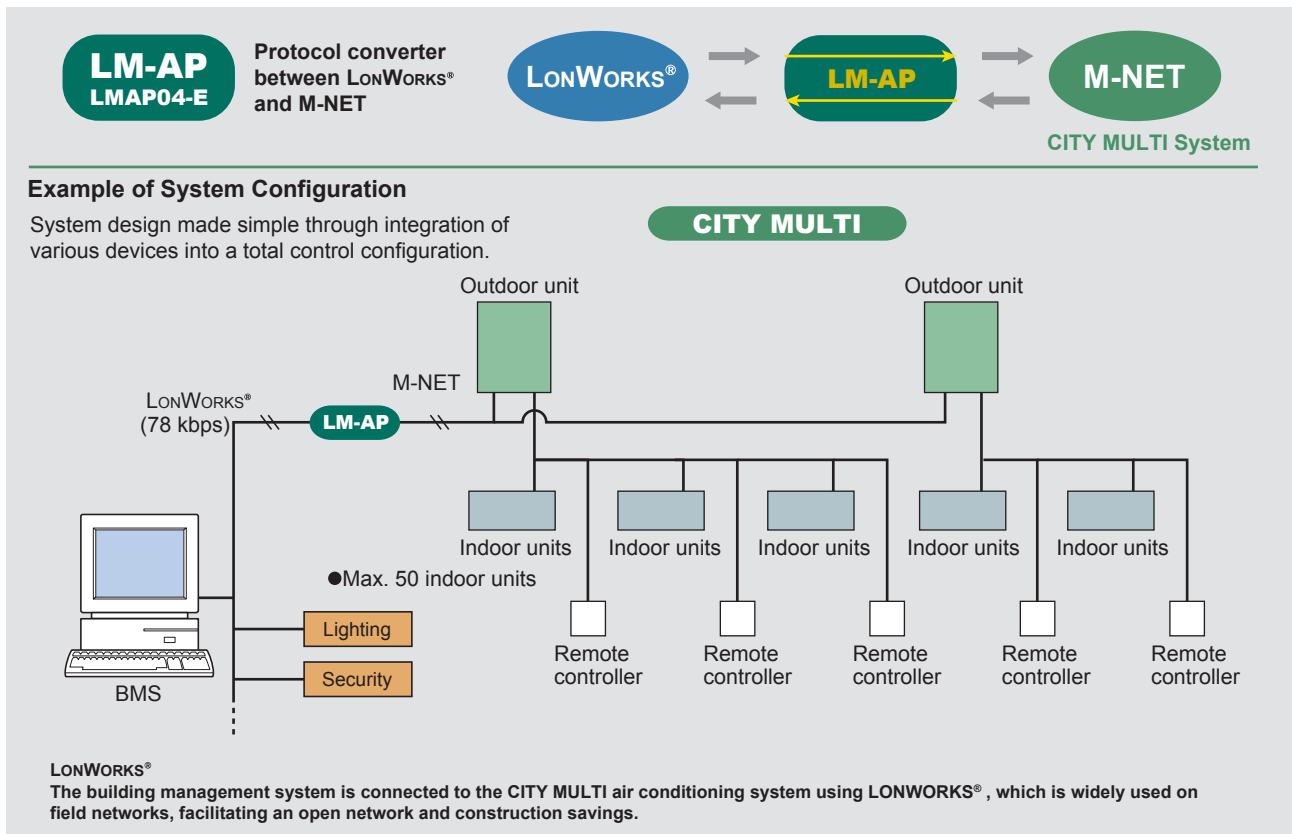 LM-AP
LMAP04-E
Protocol converter
between LONWORKS®
and M-NET
LONWORKS®
LM-AP
M-NET
CITY MULTI System
Example of System Configuration
System design made simple through integration of
various devices into a total control configuration.
CITY MULTI
Outdoor unit
Outdoor unit
M-NET
LONWORKS®
(78 kbps)
LM-AP
Indoor units
Indoor units
Indoor units
Indoor units
Indoor units
●Max. 50 indoor units
Lighting
Security
BMS
Remote
controller
Remote
controller
Remote
controller
Remote
controller
Remote
controller
LONWORKS®
The building management system is connected to the CITY MULTI air conditioning system using LONWORKS® , which is widely used on
field networks, facilitating an open network and construction savings.